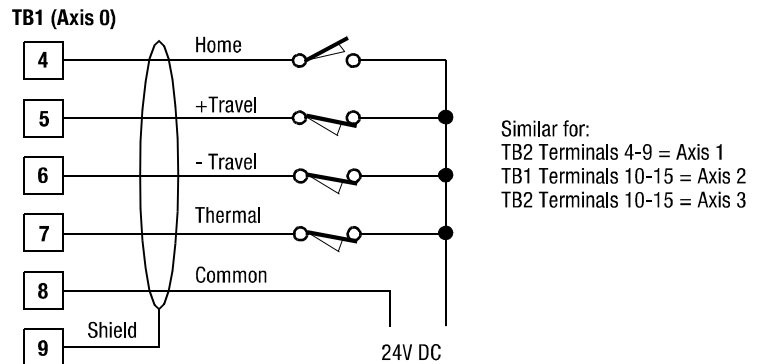 TB1 (Axis 0)
4
Home
5
+Travel
6
- Travel
7
Thermal
8
Common
9
Shield
24V DC
Similar for:
TB2 Terminals 4-9 = Axis 1
TB1 Terminals 10-15 = Axis 2
TB2 Terminals 10-15 = Axis 3